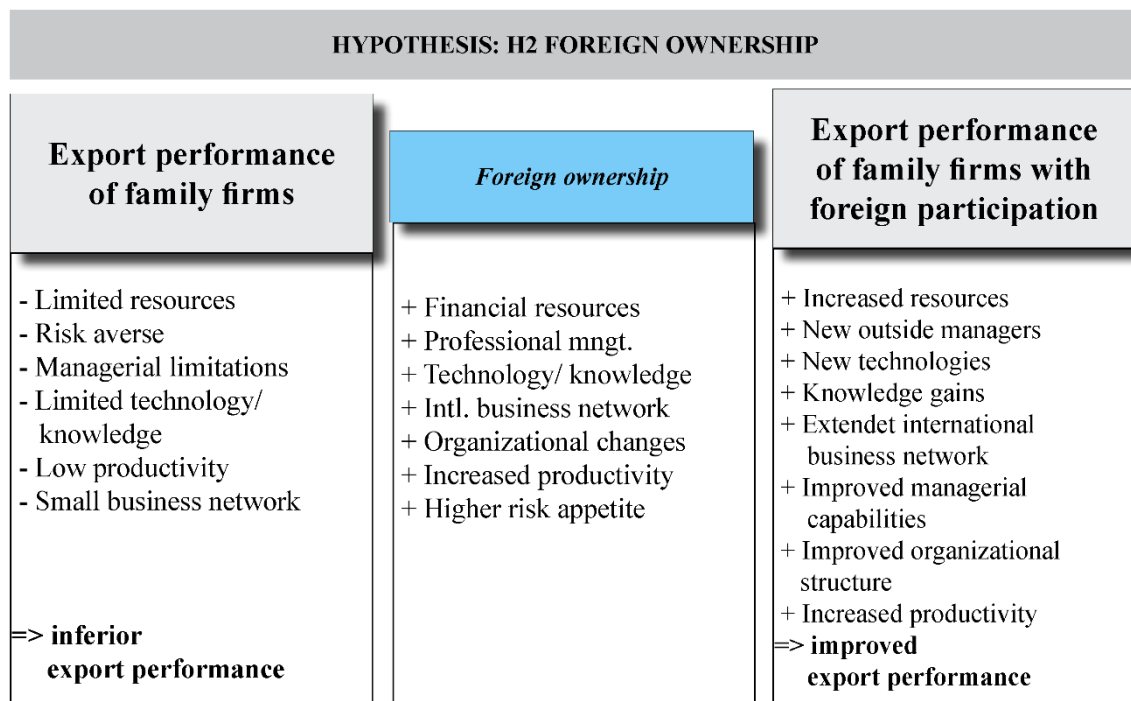 HYPOTHESIS: H2 FOREIGN OWNERSHIP
Export performance
of family firms
- Limited resources
- Risk averse
- Managerial limitations
- Limited technology/
knowledge
- Low productivity
- Small business network
=> inferior
export performance
Foreign ownership
+ Financial resources
+ Professional mngt.
+ Technology/ knowledge
+ Intl. business network
+ Organizational changes
+ Increased productivity
+ Higher risk appetite
Export performance
of family firms with
foreign participation
+ Increased resources
+ New outside managers
+ New technologies
+ Knowledge gains
+ Extendet international
business network
+ Improved managerial
capabilities
+ Improved organizational
structure
+ Increased productivity
=> improved
export performance